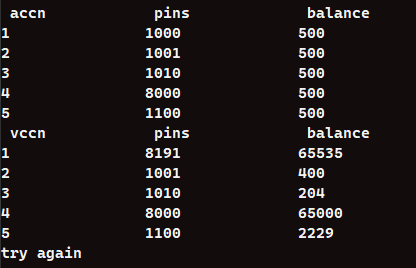 accn pins balance
1 1000 500
2 1001 500
3 1010 500
4 8000 500
5 1100 500
vccn pins balance
1 8191 65535
2 1001 400
3 1010 204
4 8000 65000
5 1100 2229
try again